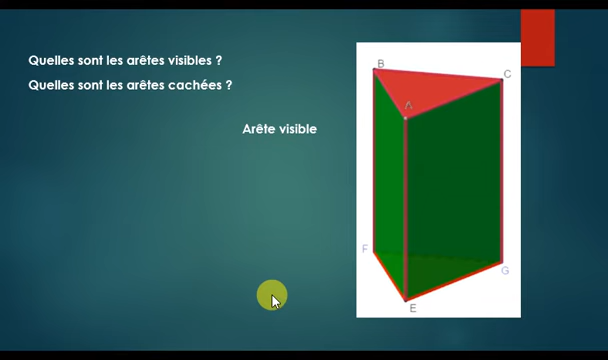 Quelles sont les arêtes visibles ?
Quelles sont les arêtes cachées ?
Arête visible
B
C
A
F
G
E